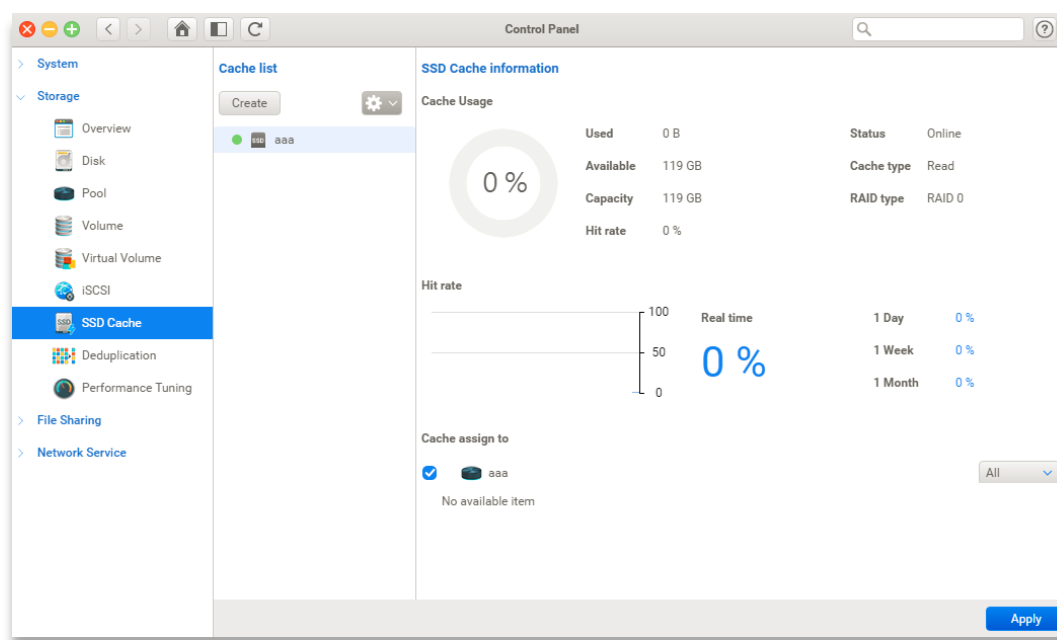 Control Panel
?
System
Storage
Overview
Disk
Pool
Volume
Virtual Volume
iSCSI
SSD
SSD Cache
Deduplication
Performance Tuning
File Sharing
Network Service
Cache list
Create
SSD aaa
SSD Cache information
Cache Usage
0 %
Used 0 B
Available 119 GB
Capacity 119 GB
Hit rate 0 %
Status Online
Cache type Read
RAID type RAID 0
Hit rate
100
50
0
Real time
0 %
1 Day 0 %
1 Week 0 %
1 Month 0 %
Cache assign to
aaa All
No available item
Apply